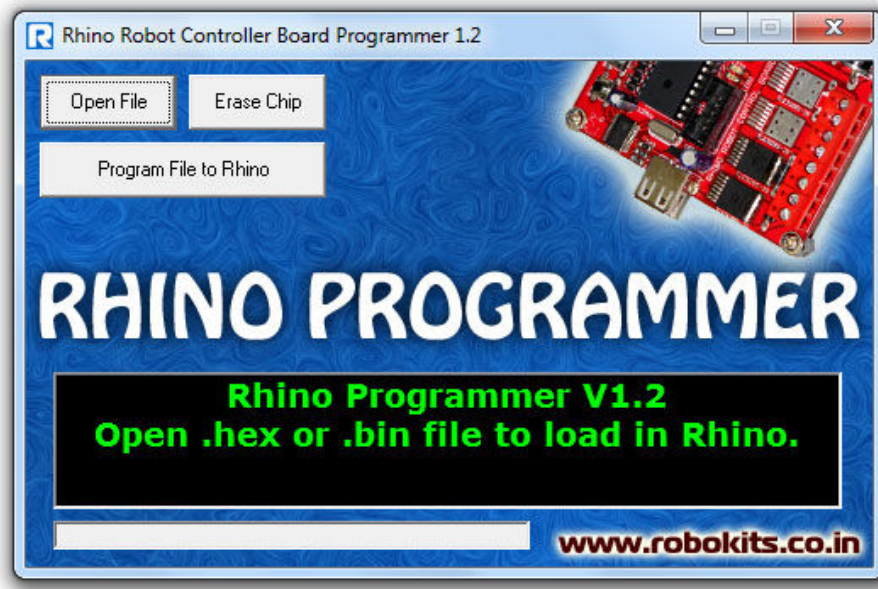 Rhino Robot Controller Board Programmer 1.2
Open File
Erase Chip
Program File to Rhino
RHINO PROGRAMMER
Rhino Programmer V1.2
Open .hex or .bin file to load in Rhino.
www.robokits.co.in